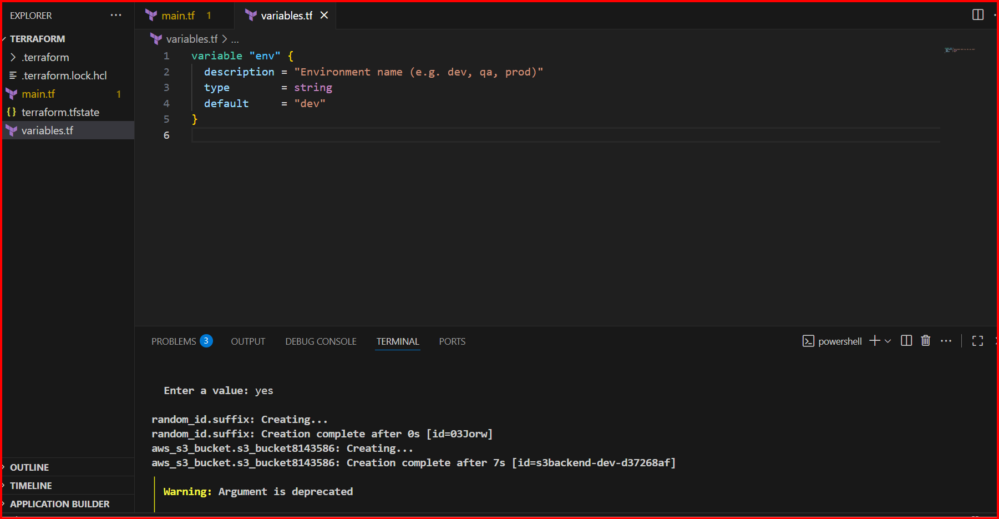 EXPLORER ...
TERRAFORM
.terraform
.terraform.lock.hcl
main.tf 1
{} terraform.tfstate
variables.tf
OUTLINE
TIMELINE
APPLICATION BUILDER
main.tf 1 variables.tf
variables.tf > ...
1 variable "env" {
2 description = "Environment name (e.g. dev, qa, prod)"
3 type = string
4 default = "dev"
5 }
6
PROBLEMS 3 OUTPUT DEBUG CONSOLE TERMINAL PORTS powershell
Enter a value: yes
random_id.suffix: Creating...
random_id.suffix: Creation complete after 0s [id=03Jorw]
aws_s3_bucket.s3_bucket8143586: Creating...
aws_s3_bucket.s3_bucket8143586: Creation complete after 7s [id=s3backend-dev-d37268af]
Warning: Argument is deprecated